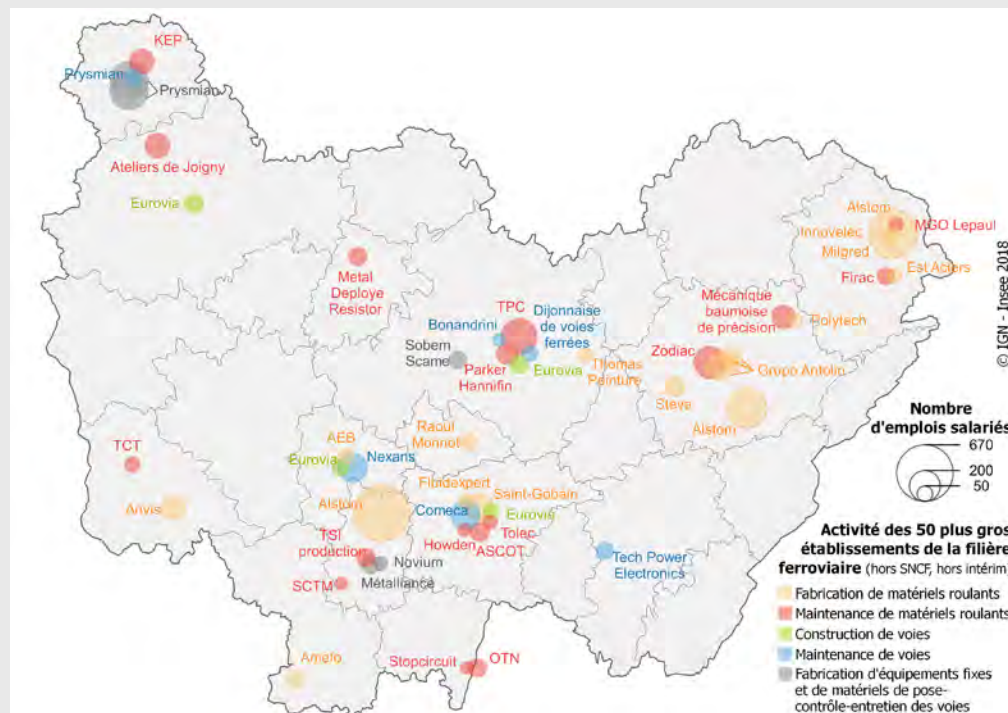 KEP
Prysmian
Prysmian
Ateliers de Joigny
Eurovia
Alstom
MGO Lepaul
Innovelec
Milgred
Est Aciers
Firac
Metal
Deploye
Resistor
TPC
Dijonnaise
de voies
ferrées
Bonandrini
Sobem
Scame
Parker
Hannifin
Eurovia
Thomas
Peinture
Mécanique
baumoise
de précision
Polytech
Zodiac
Grupo Antolin
Steva
Alstom
TCT
Anvis
AEB
Eurovia
Nexans
Raoul
Monnot
Alstom
Saint-Gobain
Comeca
Eurovia
Tolec
Howden
ASCOT
TSI
production
Novium
Métalliance
SCTM
Tech Power
Electronics
Amefo
Stopcircuit
OTN
© IGN - Insee 2018
Nombre
d'emplois salariés
670
200
50
Activité des 50 plus gros
établissements de la filière
ferroviaire (hors SNCF, hors intérim)
Fabrication de matériels roulants
Maintenance de matériels roulants
Construction de voies
Maintenance de voies
Fabrication d'équipements fixes
et de matériels de pose-
contrôle-entretien des voies